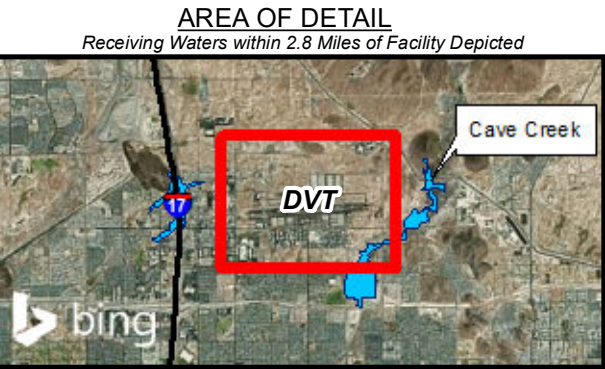 AREA OF DETAIL
Receiving Waters within 2.8 Miles of Facility Depicted
Cave Creek
DVT
17
bing